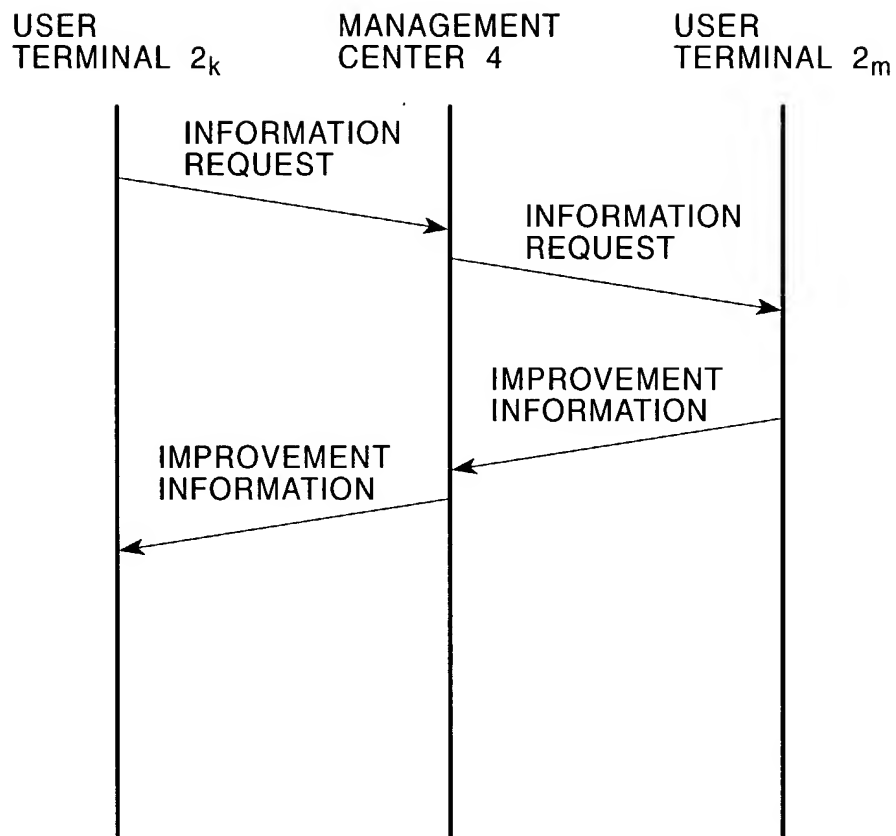 USER
TERMINAL 2k
MANAGEMENT
CENTER 4
USER
TERMINAL 2m
INFORMATION
REQUEST
INFORMATION
REQUEST
IMPROVEMENT
INFORMATION
IMPROVEMENT
INFORMATION